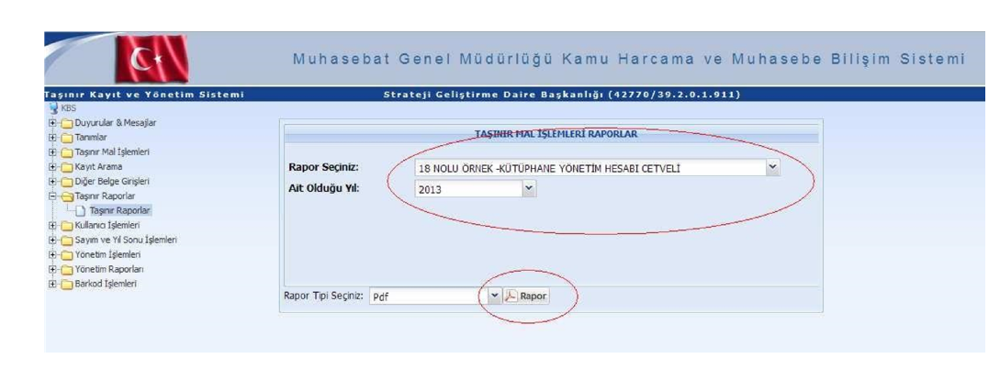 Muhasebat Genel Müdürlüğü Kamu Harcama ve Muhasebe Bilişim Sistemi
Taşınır Kayıt ve Yönetim Sistemi
Strateji Geliştirme Daire Başkanlığı (42770/39.2.0.1.911)
KBS
Duyurular & Mesajlar
Tanımlar
Taşınır Mal İşlemleri
Kayıt Arama
Diğer Belge Girişleri
Taşınır Raporlar
Taşınır Raporlar
Kullanıcı İşlemleri
Sayım ve Yıl Sonu İşlemleri
Yönetim İşlemleri
Yönetim Raporları
Barkod İşlemleri
TAŞINIR MAL İŞLEMLERİ RAPORLAR
Rapor Seçiniz: 18 NOLU ÖRNEK -KÜTÜPHANE YÖNETİM HESABI CETVELİ
Ait Olduğu Yıl: 2013
Rapor Tipi Seçiniz: Pdf Rapor